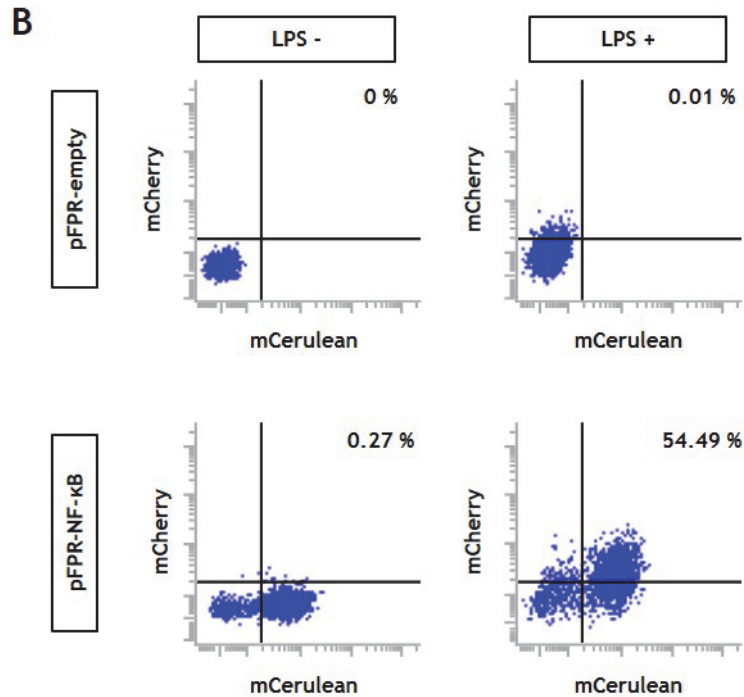 B
LPS -
LPS +
pFPR-empty
mCherry
0 %
mCerulean
mCherry
0.01 %
mCerulean
pFPR-NF-κB
mCherry
0.27 %
mCerulean
mCherry
54.49 %
mCerulean